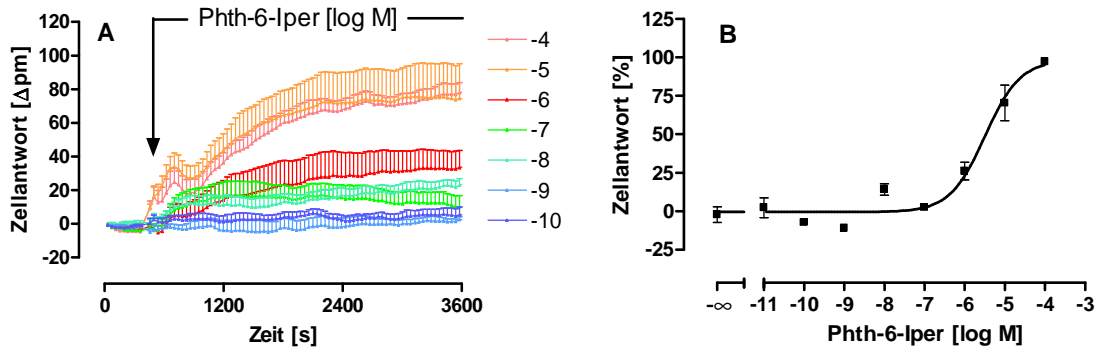 A
Phth-6-Iper [log M]
Zellantwort [Δpm]
120
100
80
60
40
20
0
-20
0 1200 2400 3600
Zeit [s]
-4
-5
-6
-7
-8
-9
-10
B
Zellantwort [%]
125
100
75
50
25
0
-25
-∞ -11 -10 -9 -8 -7 -6 -5 -4 -3
Phth-6-Iper [log M]